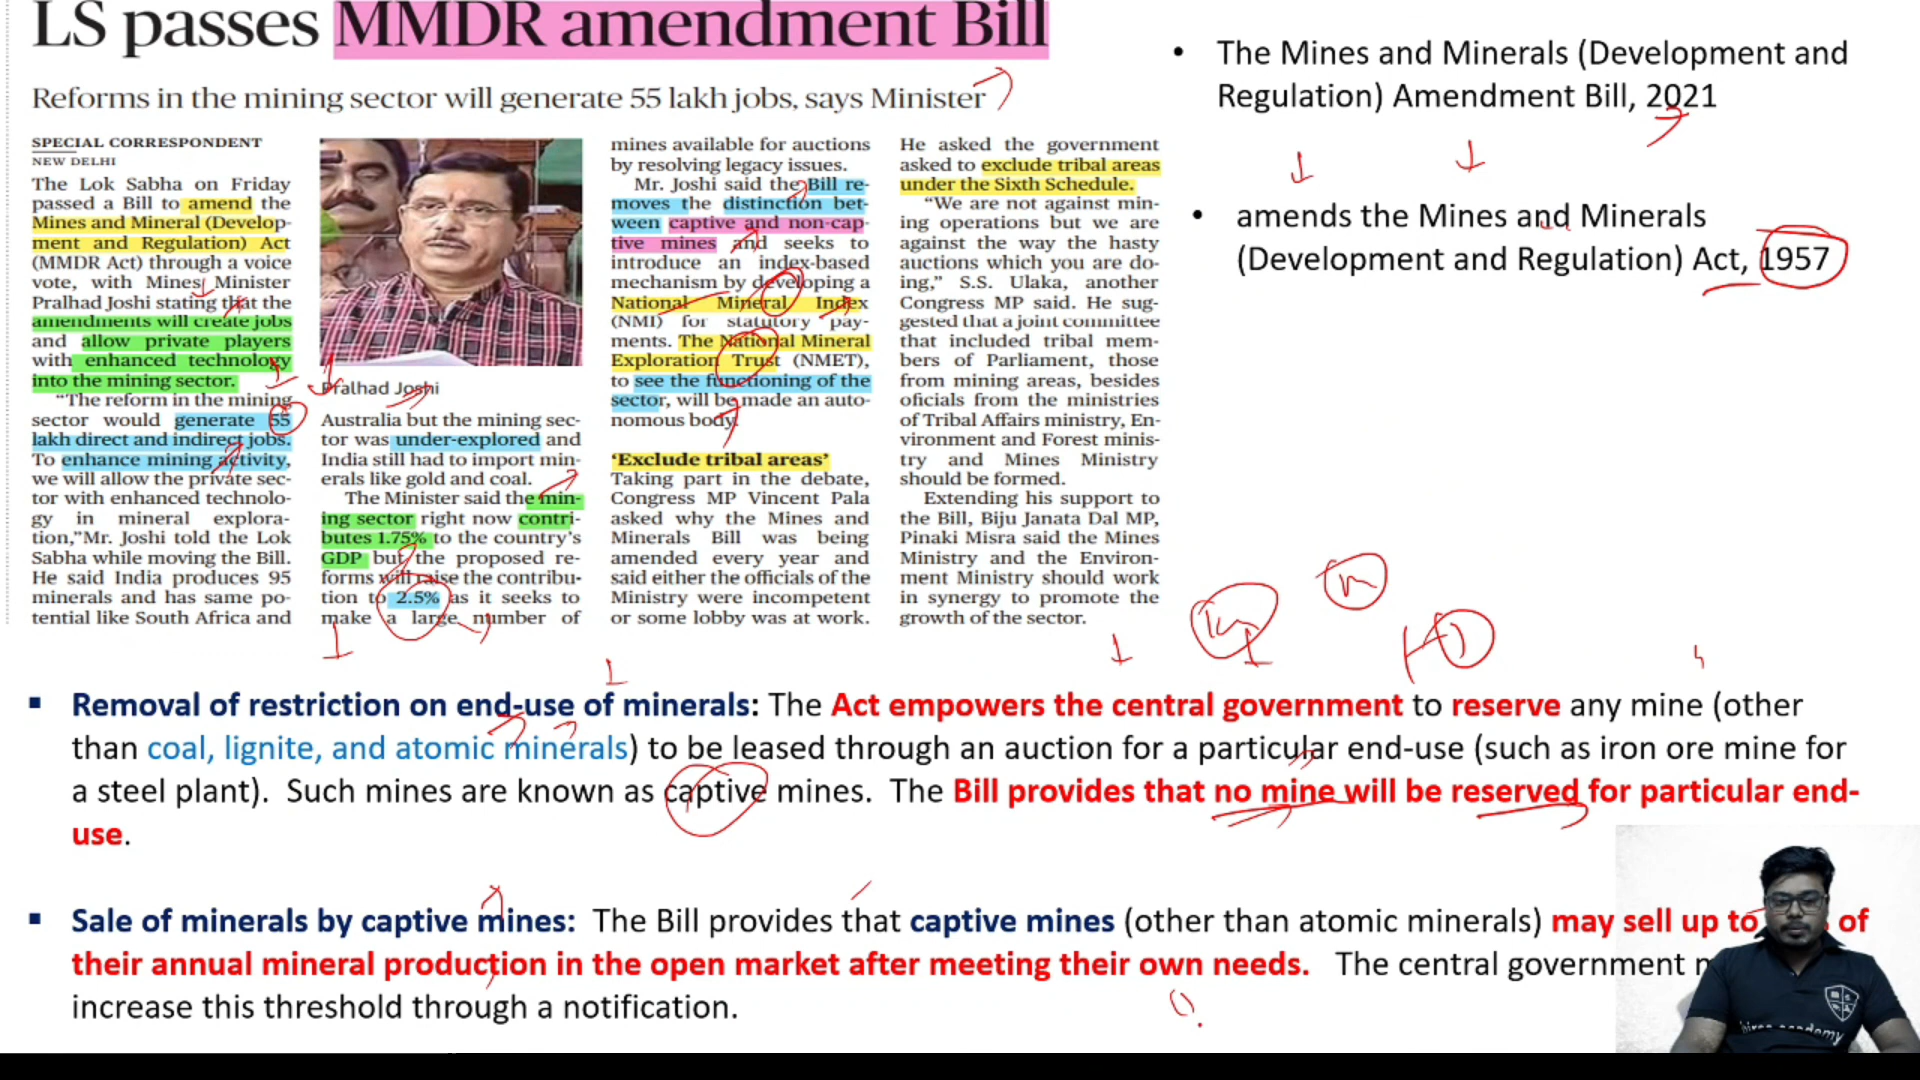 LS passes MMDR amendment Bill
Reforms in the mining sector will generate 55 lakh jobs, says Minister
SPECIAL CORRESPONDENT
NEW DELHI
The Lok Sabha on Friday
passed a Bill to amend the
Mines and Mineral (Develop-
ment and Regulation) Act
(MMDR Act) through a voice
vote, with Mines Minister
Pralhad Joshi stating that the
amendments will create jobs
and allow private players
with enhanced technology
into the mining sector.
“The reform in the mining
sector would generate 55
lakh direct and indirect jobs.
To enhance mining activity,
we will allow the private sec-
tor with enhanced technolo-
gy in mineral explora-
tion,”Mr. Joshi told the Lok
Sabha while moving the Bill.
He said India produces 95
minerals and has same po-
tential like South Africa and
Pralhad Joshi
Australia but the mining sec-
tor was under-explored and
India still had to import min-
erals like gold and coal.
The Minister said the min-
ing sector right now contri-
butes 1.75% to the country’s
GDP but the proposed re-
forms will raise the contribu-
tion to 2.5% as it seeks to
make a large number of
mines available for auctions
by resolving legacy issues.
Mr. Joshi said the Bill re-
moves the distinction bet-
ween captive and non-cap-
tive mines and seeks to
introduce an index-based
mechanism by developing a
National Mineral Index
(NMI) for statutory pay-
ments. The National Mineral
Exploration Trust (NMET),
to see the functioning of the
sector, will be made an auto-
nomous body.
‘Exclude tribal areas’
Taking part in the debate,
Congress MP Vincent Pala
asked why the Mines and
Minerals Bill was being
amended every year and
said either the officials of the
Ministry were incompetent
or some lobby was at work.
He asked the government
asked to exclude tribal areas
under the Sixth Schedule.
“We are not against min-
ing operations but we are
against the way the hasty
auctions which you are do-
ing,” S.S. Ulaka, another
Congress MP said. He sug-
gested that a joint committee
that included tribal mem-
bers of Parliament, those
from mining areas, besides
oficials from the ministries
of Tribal Affairs ministry, En-
vironment and Forest minis-
try and Mines Ministry
should be formed.
Extending his support to
the Bill, Biju Janata Dal MP,
Pinaki Misra said the Mines
Ministry and the Environ-
ment Ministry should work
in synergy to promote the
growth of the sector.
• The Mines and Minerals (Development and
Regulation) Amendment Bill, 2021
• amends the Mines and Minerals
(Development and Regulation) Act, 1957
▪ Removal of restriction on end-use of minerals: The Act empowers the central government to reserve any mine (other
than coal, lignite, and atomic minerals) to be leased through an auction for a particular end-use (such as iron ore mine for
a steel plant). Such mines are known as captive mines. The Bill provides that no mine will be reserved for particular end-
use.
▪ Sale of minerals by captive mines: The Bill provides that captive mines (other than atomic minerals) may sell up to of
their annual mineral production in the open market after meeting their own needs. The central government
increase this threshold through a notification.
academy